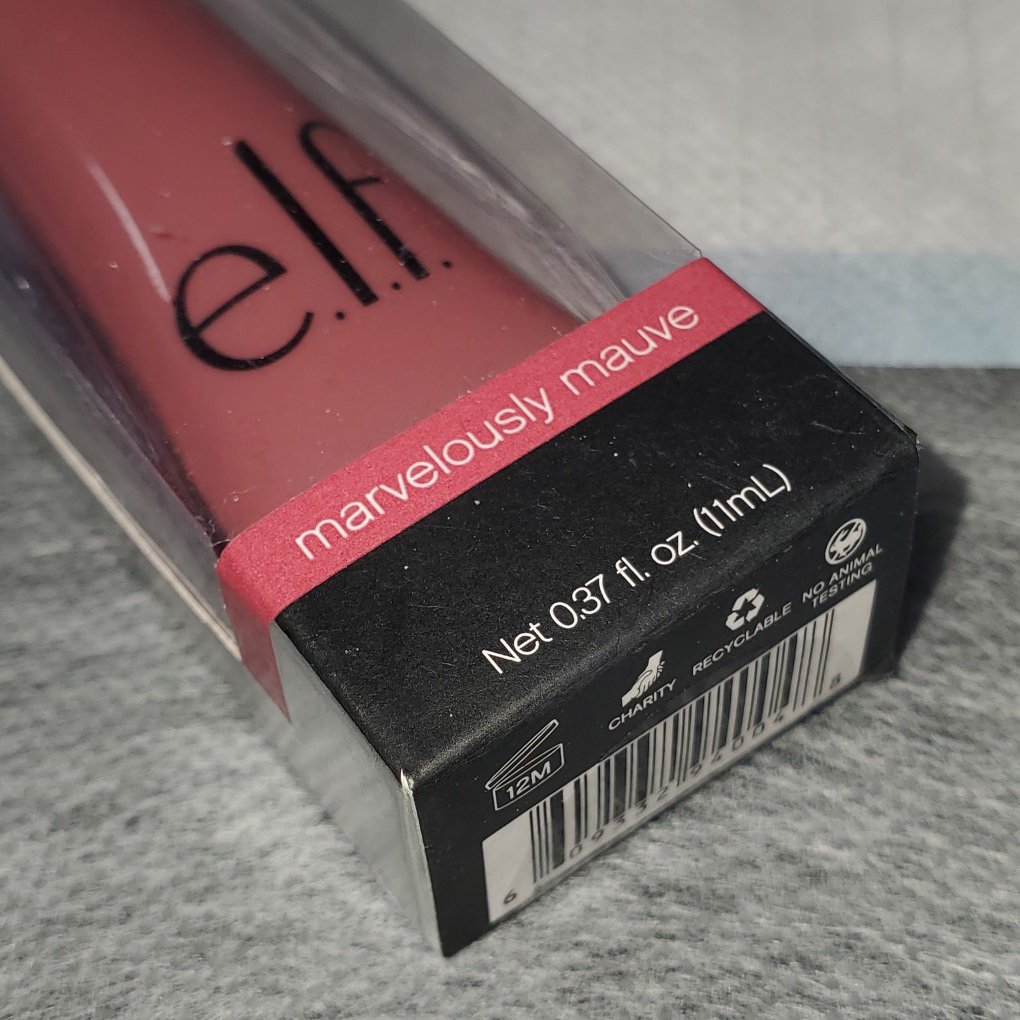 e.l.f.
marvelously mauve
Net 0.37 fl. oz. (11mL)
12M
CHARITY
RECYCLABLE
NO ANIMAL
TESTING